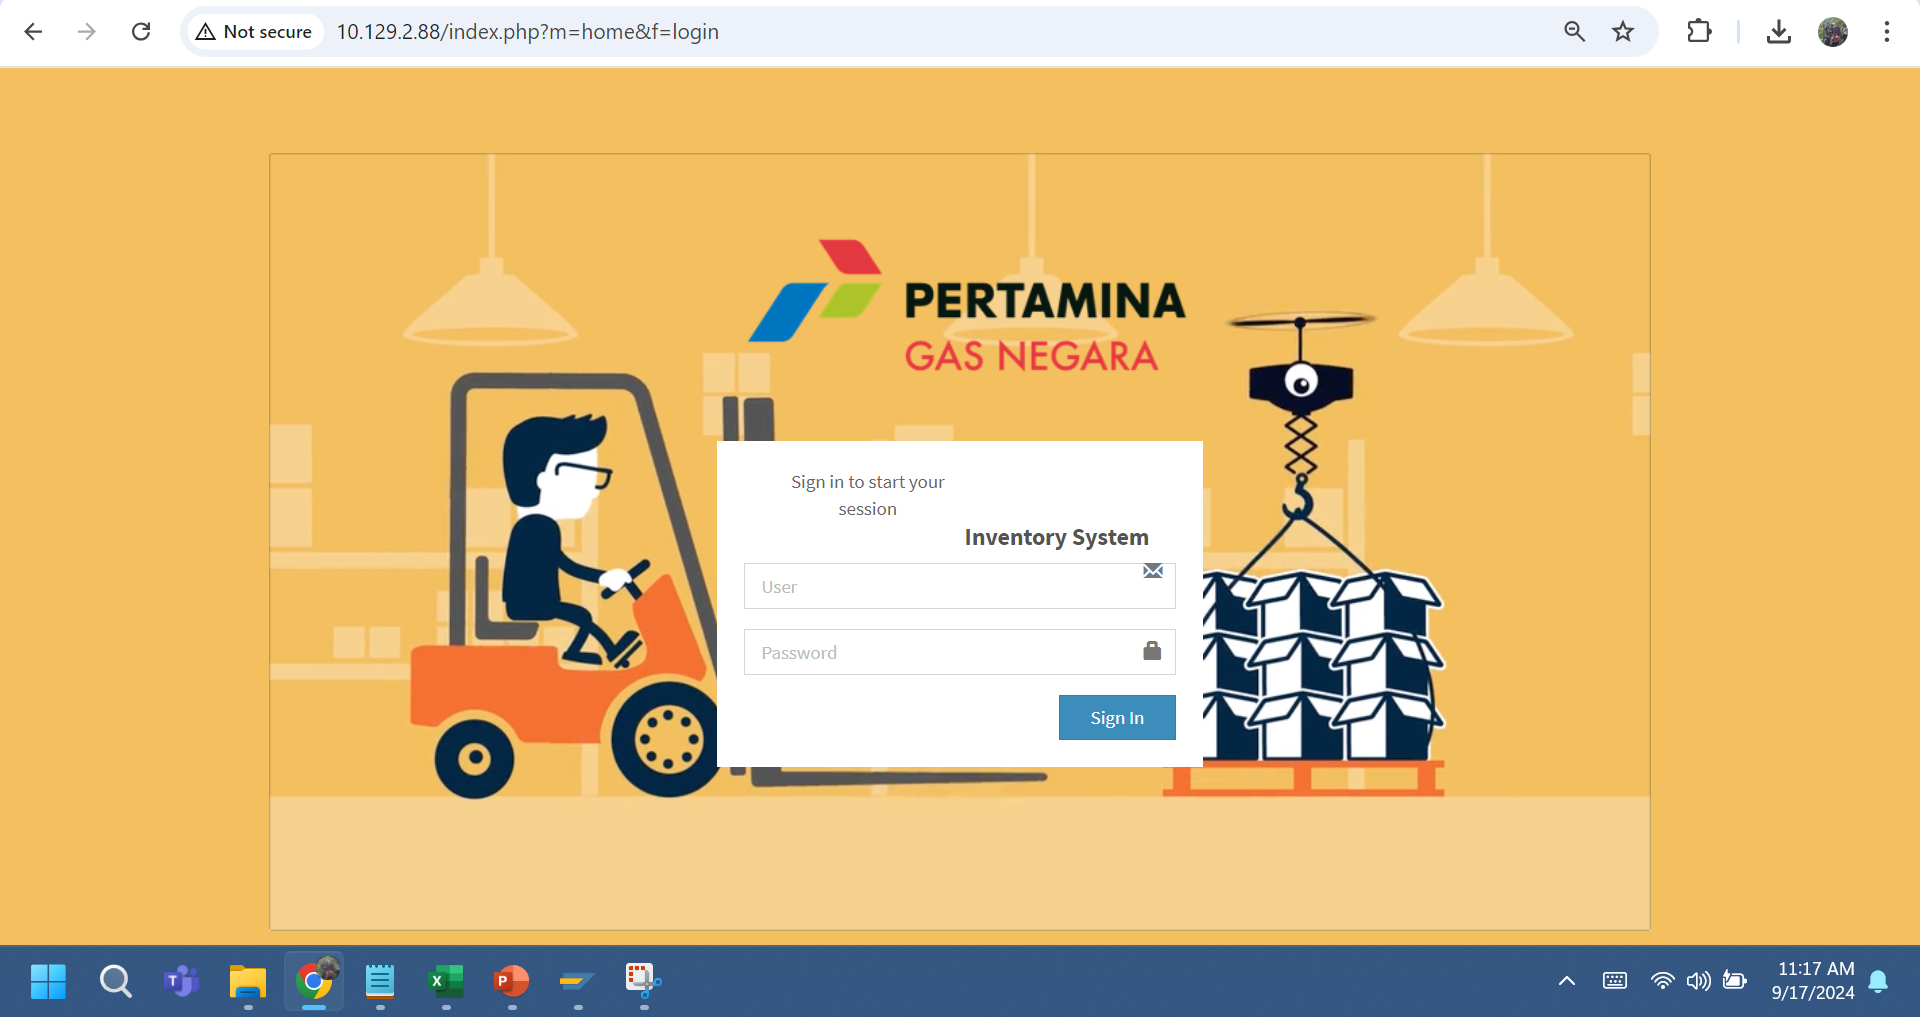 Not secure
10.129.2.88/index.php?m=home&f=login
PERTAMINA
GAS NEGARA
Sign in to start your
session
Inventory System
User
Password
Sign In
11:17 AM
9/17/2024